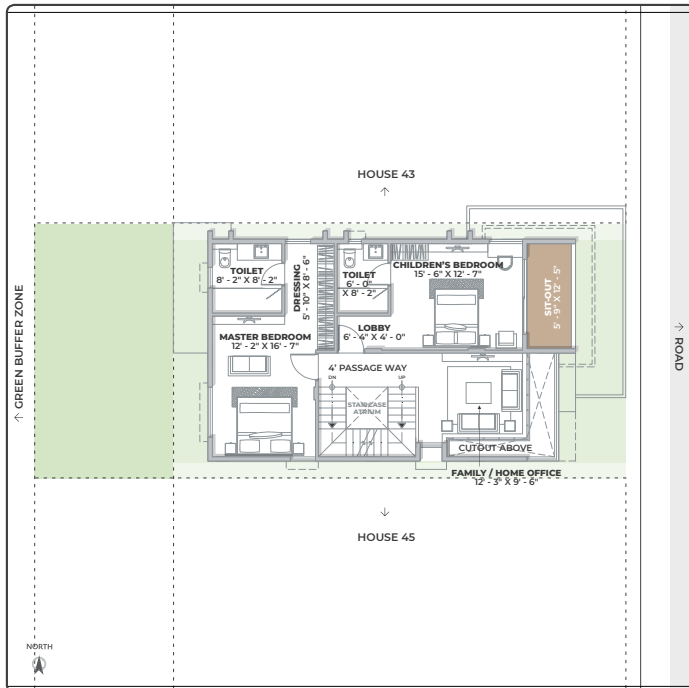 HOUSE 43
↑
TOILET
8' - 2" X 8' - 2"
DRESSING
5' - 10" X 8' - 6"
TOILET
6' - 0"
X 8' - 2"
CHILDREN'S BEDROOM
15' - 6" X 12' - 7"
SIT-OUT
5' - 9" X 12' - 5"
LOBBY
6' - 4" X 4' - 0"
MASTER BEDROOM
12' - 2" X 16' - 7"
4' PASSAGE WAY
DN
UP
STAIRCASE
ATRIUM
CUTOUT ABOVE
FAMILY / HOME OFFICE
12' - 3" X 9' - 6"
↓
HOUSE 45
↑ GREEN BUFFER ZONE
↑ ROAD
NORTH